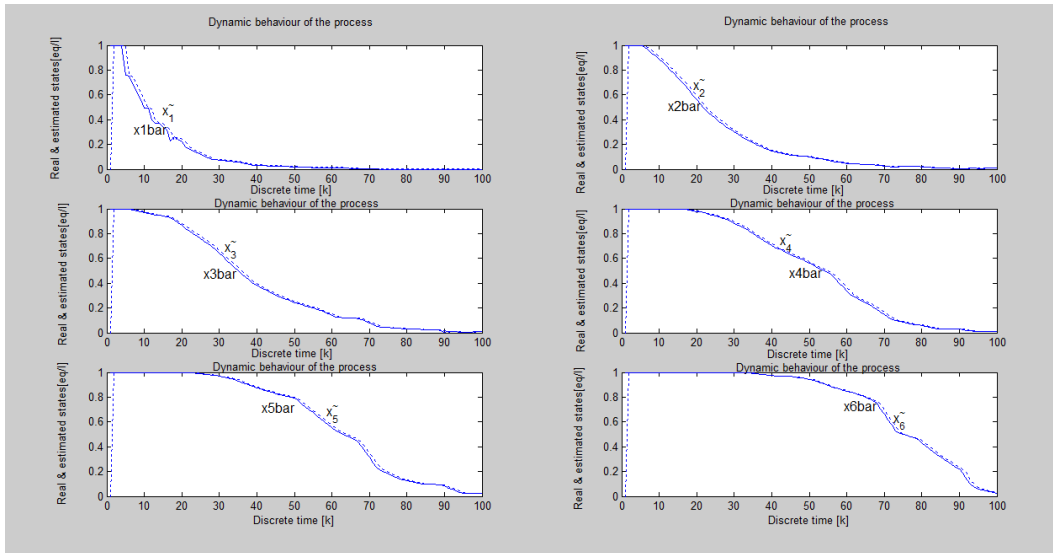 Dynamic behaviour of the process
Real & estimated states[eq/l]
1
0.8
0.6
0.4
0.2
0
x̃1
x1bar
0 10 20 30 40 50 60 70 80 90 100
Discrete time [k]
Dynamic behaviour of the process
Real & estimated states[eq/l]
1
0.8
0.6
0.4
0.2
0
x̃2
x2bar
0 10 20 30 40 50 60 70 80 90 100
Discrete time [k]
Dynamic behaviour of the process
Real & estimated states[eq/l]
1
0.8
0.6
0.4
0.2
0
x̃3
x3bar
0 10 20 30 40 50 60 70 80 90 100
Discrete time [k]
Dynamic behaviour of the process
Real & estimated states[eq/l]
1
0.8
0.6
0.4
0.2
0
x̃4
x4bar
0 10 20 30 40 50 60 70 80 90 100
Discrete time [k]
Dynamic behaviour of the process
Real & estimated states[eq/l]
1
0.8
0.6
0.4
0.2
0
x5bar
x̃5
0 10 20 30 40 50 60 70 80 90 100
Discrete time [k]
Dynamic behaviour of the process
Real & estimated states[eq/l]
1
0.8
0.6
0.4
0.2
0
x6bar
x̃6
0 10 20 30 40 50 60 70 80 90 100
Discrete time [k]